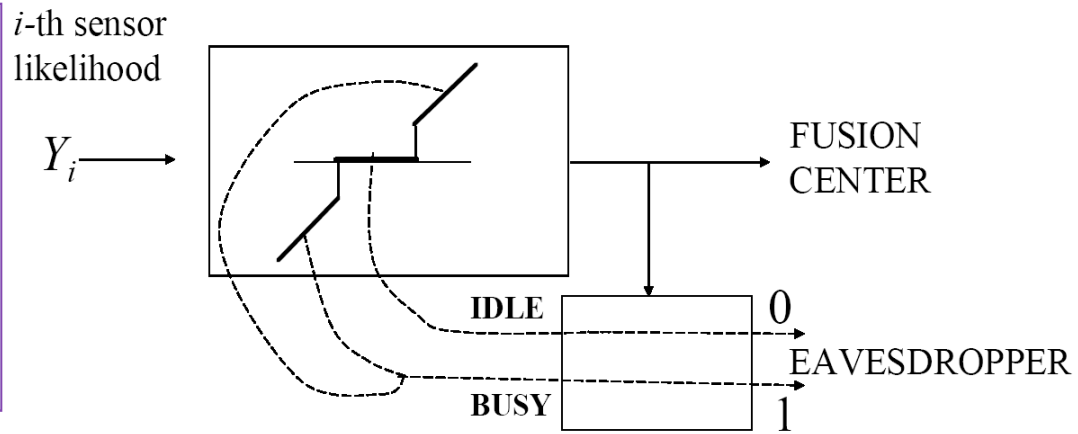 i-th sensor
likelihood
Y_i
FUSION
CENTER
IDLE
0
EAVESDROPPER
BUSY
1